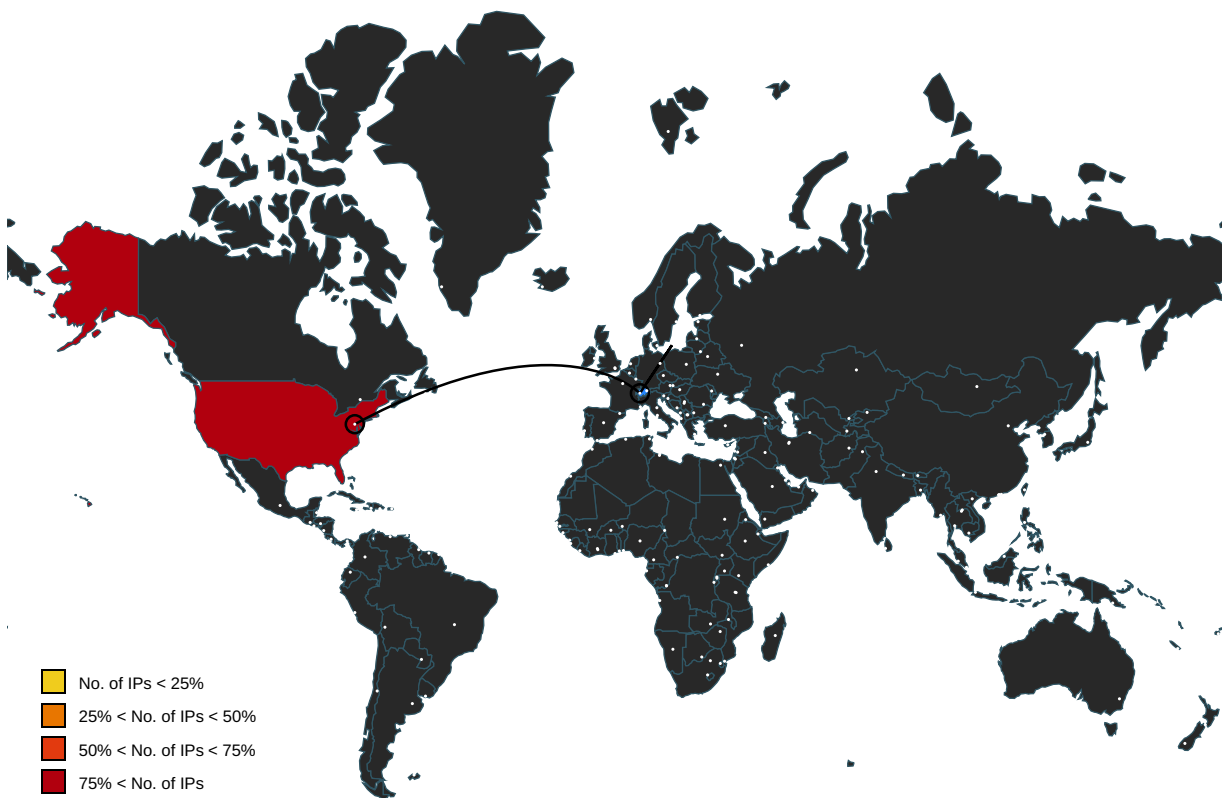 No. of IPs < 25%
25% < No. of IPs < 50%
50% < No. of IPs < 75%
75% < No. of IPs